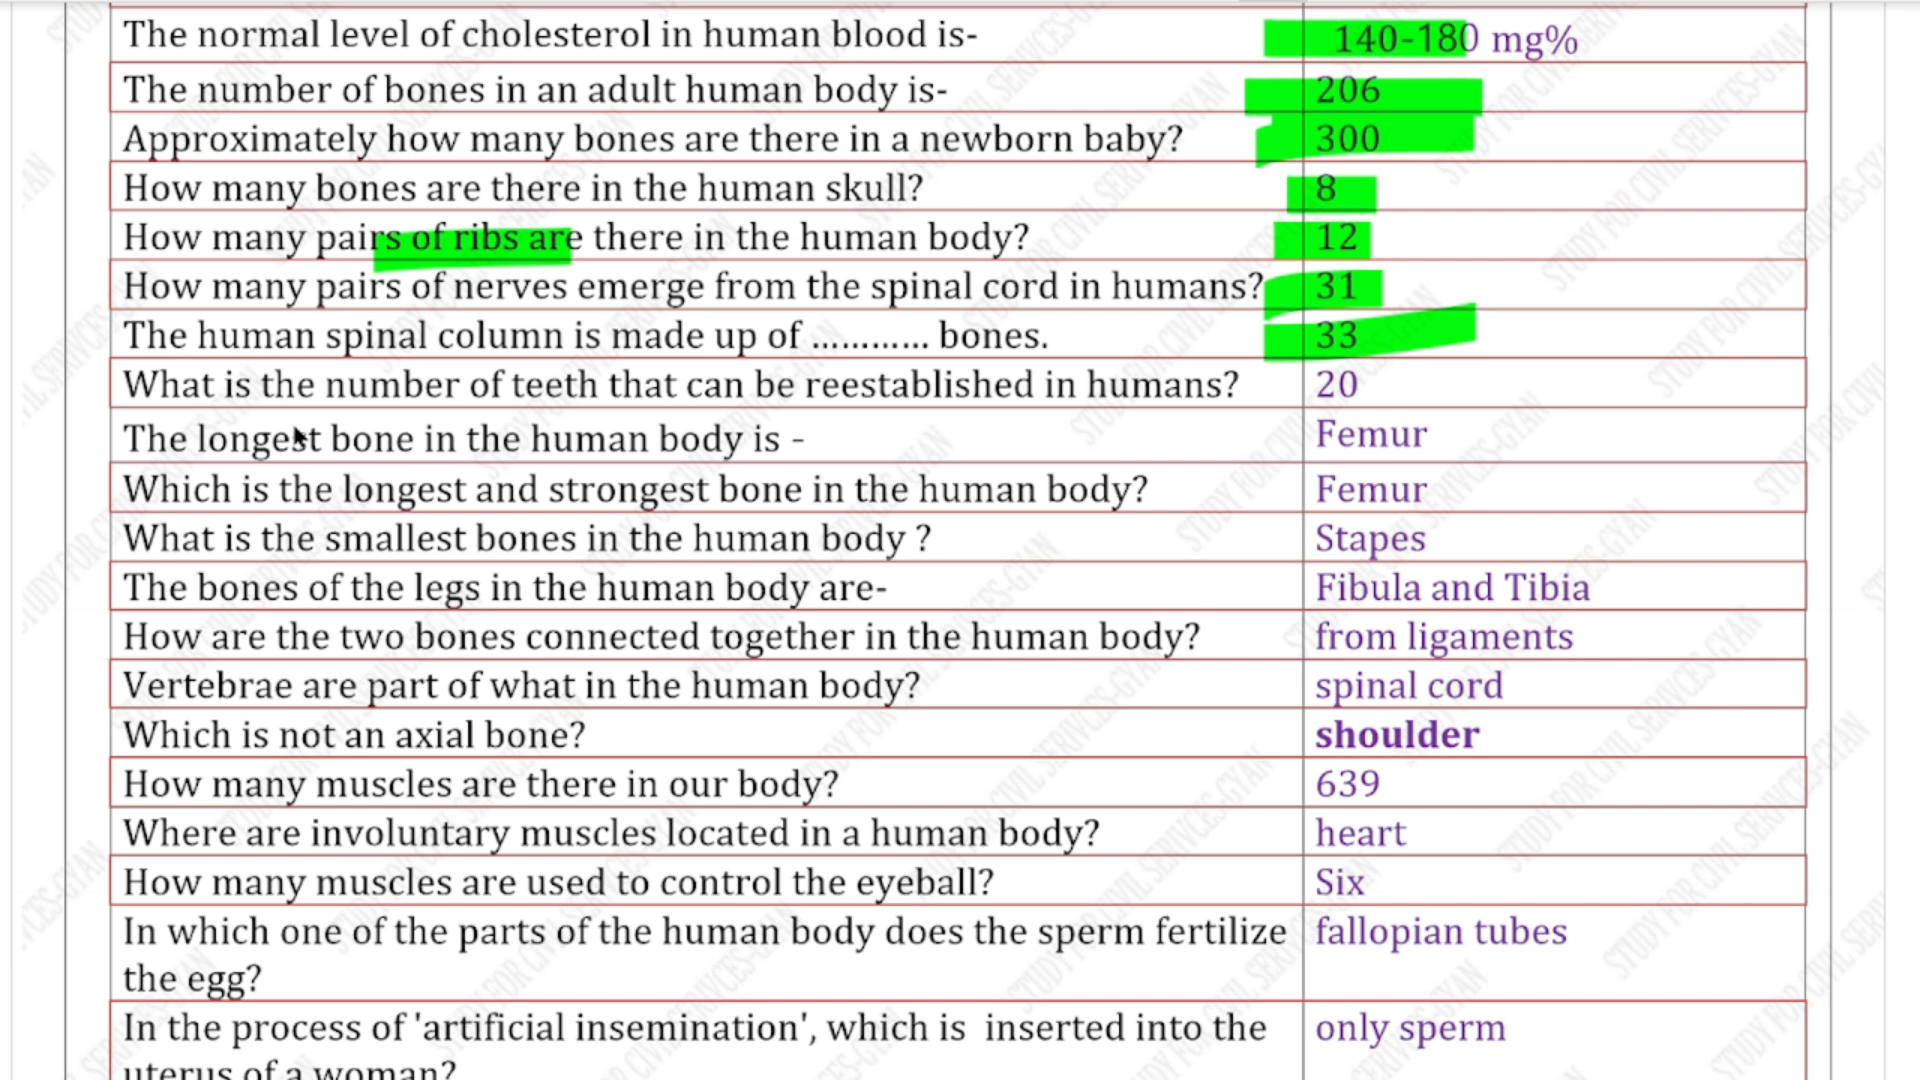 The normal level of cholesterol in human blood is- 140-180 mg%
The number of bones in an adult human body is- 206
Approximately how many bones are there in a newborn baby? 300
How many bones are there in the human skull? 8
How many pairs of ribs are there in the human body? 12
How many pairs of nerves emerge from the spinal cord in humans? 31
The human spinal column is made up of ............ bones. 33
What is the number of teeth that can be reestablished in humans? 20
The longest bone in the human body is - Femur
Which is the longest and strongest bone in the human body? Femur
What is the smallest bones in the human body ? Stapes
The bones of the legs in the human body are- Fibula and Tibia
How are the two bones connected together in the human body? from ligaments
Vertebrae are part of what in the human body? spinal cord
Which is not an axial bone? shoulder
How many muscles are there in our body? 639
Where are involuntary muscles located in a human body? heart
How many muscles are used to control the eyeball? Six
In which one of the parts of the human body does the sperm fertilize fallopian tubes
the egg?
In the process of 'artificial insemination', which is  inserted into the only sperm
uterus of a woman?
STUDY FOR CIVIL SERIVCES-GYAN